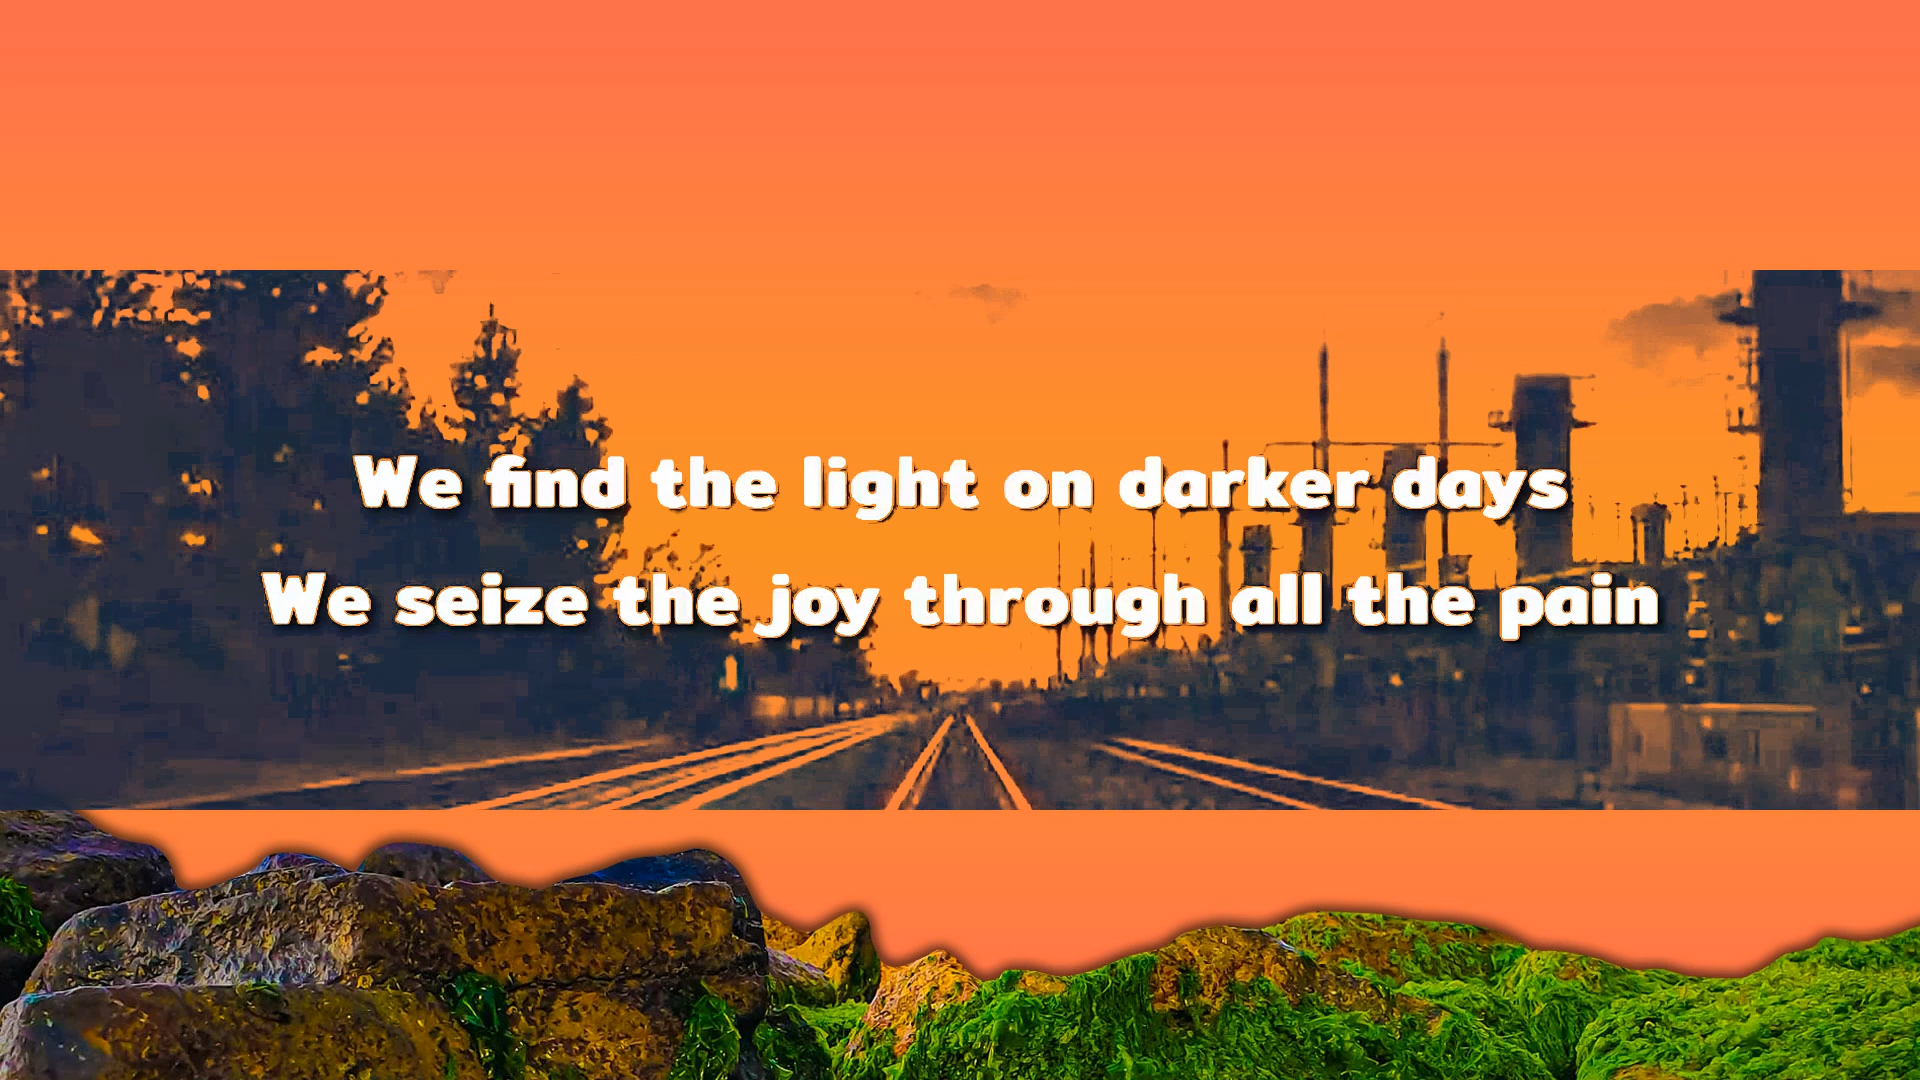 We find the light on darker days
We seize the joy through all the pain